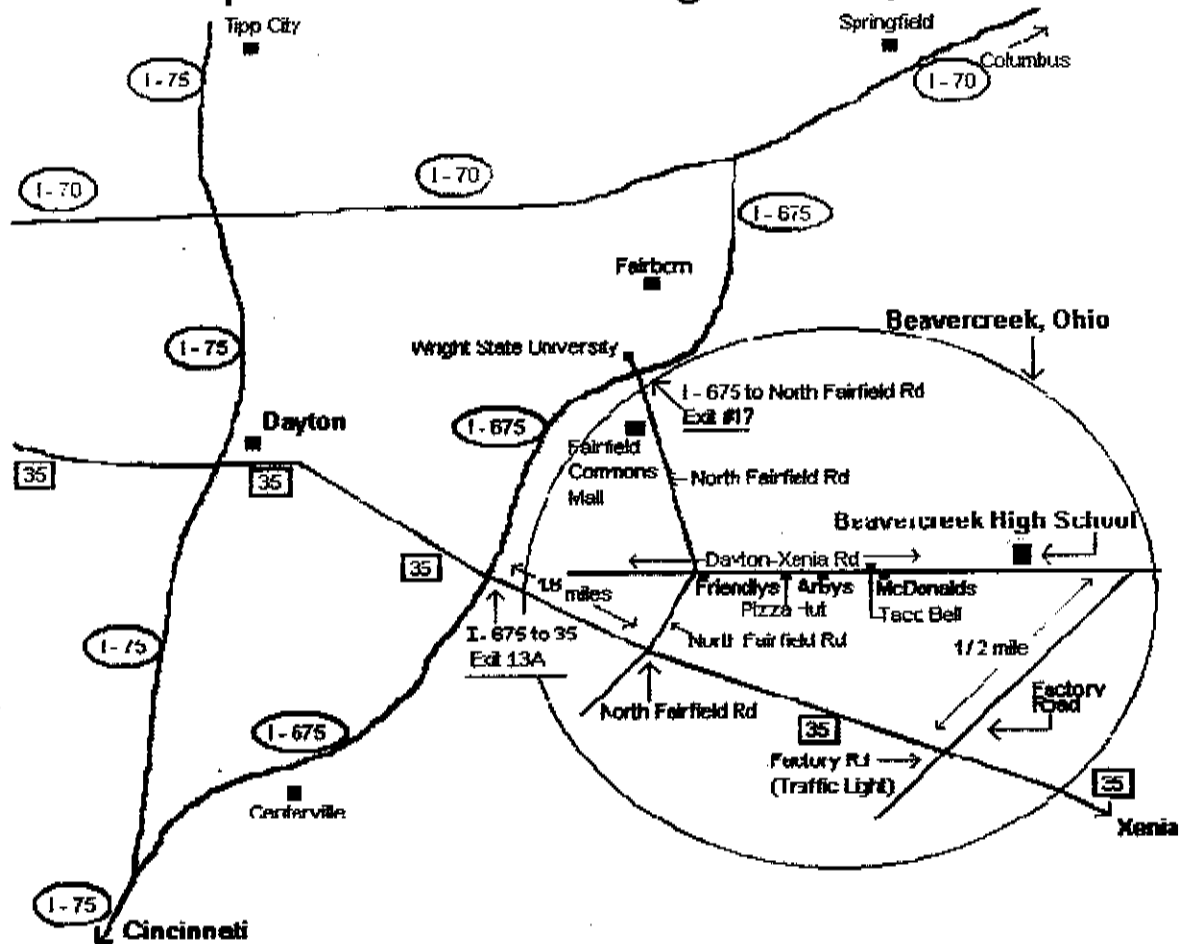 Tipp City
Springfield
I - 75
Columbus
I - 70
I - 70
I - 70
I - 675
Fairborn
Beavercreek, Ohio
I - 75
Wright State University
I - 675 to North Fairfield Rd
Exit #17
Dayton
I - 675
Fairfield
Commons
Mall
35
35
North Fairfield Rd
Beavercreek High School
35
Dayton-Xenia Rd
miles
Friendlys
Arbys
McDonalds
Pizza Hut
Taco Bell
I - 675 to 35
Exit 13A
North Fairfield Rd
1/2 mile
I - 75
Factory
Road
North Fairfield Rd
I - 675
35
Factory Rd
(Traffic Light)
35
Centerville
Xenia
I - 75
Cincinnati